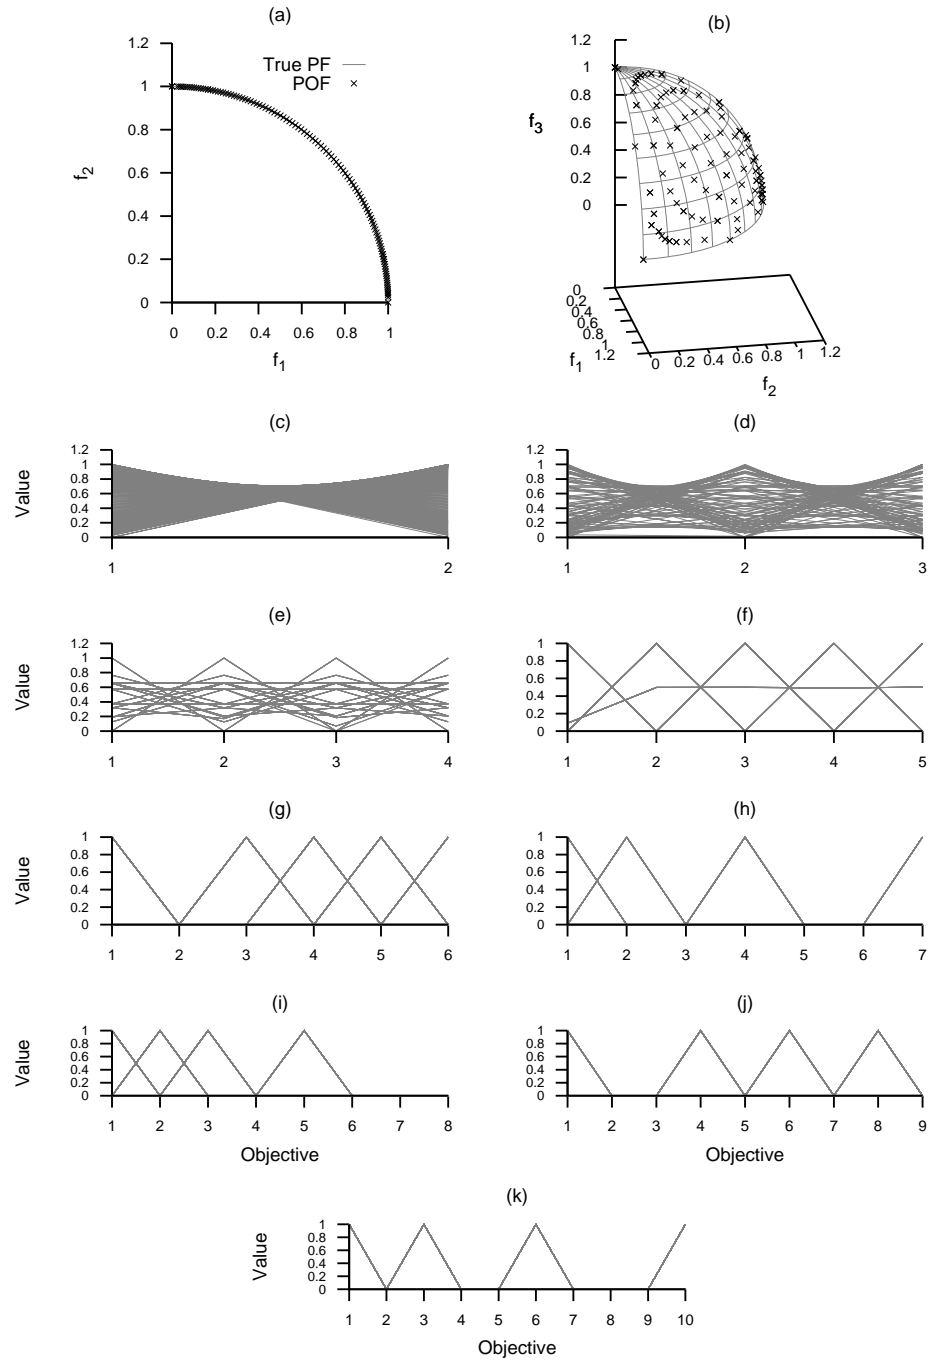 (a)
1.2
1
0.8
0.6
0.4
0.2
0
f2
True PF
POF
0 0.2 0.4 0.6 0.8 1
f1
(b)
1.2
1
0.8
0.6
0.4
0.2
0
f3
0
0.2
0.4
0.6
0.8
1
1.2
f1
0 0.2 0.4 0.6 0.8 1 1.2
f2
(c)
Value
1.2
1
0.8
0.6
0.4
0.2
0
1 2
(d)
1.2
1
0.8
0.6
0.4
0.2
0
1 2 3
(e)
Value
1.2
1
0.8
0.6
0.4
0.2
0
1 2 3 4
(f)
1
0.8
0.6
0.4
0.2
0
1 2 3 4 5
(g)
Value
1
0.8
0.6
0.4
0.2
0
1 2 3 4 5 6
(h)
1
0.8
0.6
0.4
0.2
0
1 2 3 4 5 6 7
(i)
Value
1
0.8
0.6
0.4
0.2
0
1 2 3 4 5 6 7 8
Objective
(j)
1
0.8
0.6
0.4
0.2
0
1 2 3 4 5 6 7 8 9
Objective
(k)
Value
1
0.8
0.6
0.4
0.2
0
1 2 3 4 5 6 7 8 9 10
Objective